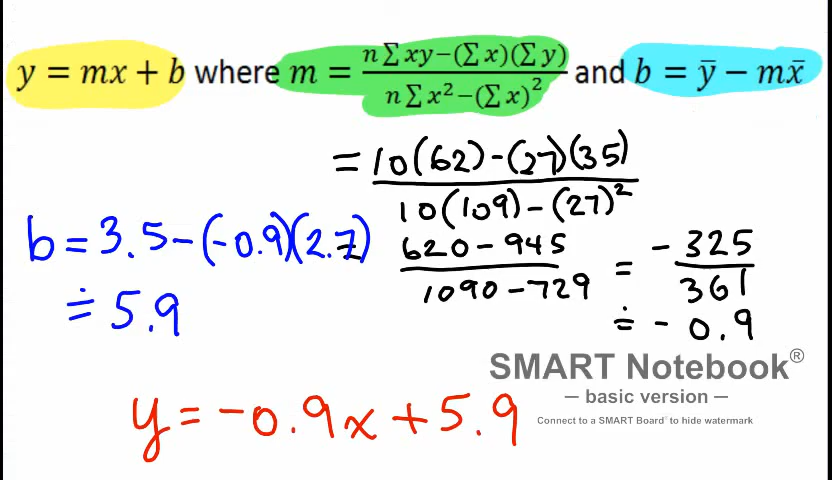 y = mx + b where m = (n Σ xy − (Σ x)(Σ y)) / (n Σ x² − (Σ x)²) and b = ȳ − mx̄
= (10(62) - (27)(35)) / (10(109) - (27)²)
b = 3.5 - (-0.9)(2.7)
= (620 - 945) / (1090 - 729) = -325/361
≐ 5.9
≐ -0.9
SMART Notebook®
— basic version —
Connect to a SMART Board® to hide watermark
y = -0.9x + 5.9